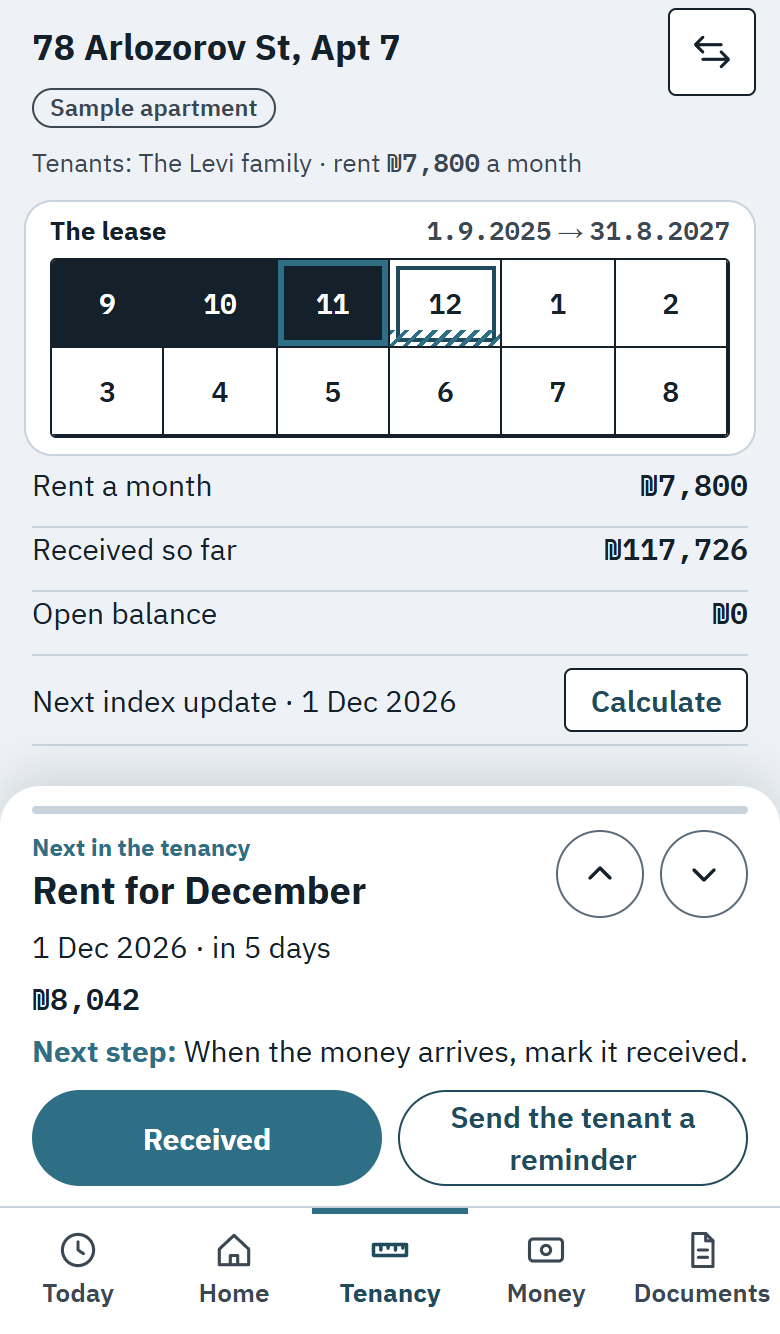 78 Arlozorov St, Apt 7
Sample apartment
Tenants: The Levi family · rent ₪7,800 a month
The lease 1.9.2025 → 31.8.2027
9 10 11 12 1 2
3 4 5 6 7 8
Rent a month ₪7,800
Received so far ₪117,726
Open balance ₪0
Next index update · 1 Dec 2026 Calculate
Next in the tenancy
Rent for December
1 Dec 2026 · in 5 days
₪8,042
Next step: When the money arrives, mark it received.
Received
Send the tenant a
reminder
Today Home Tenancy Money Documents